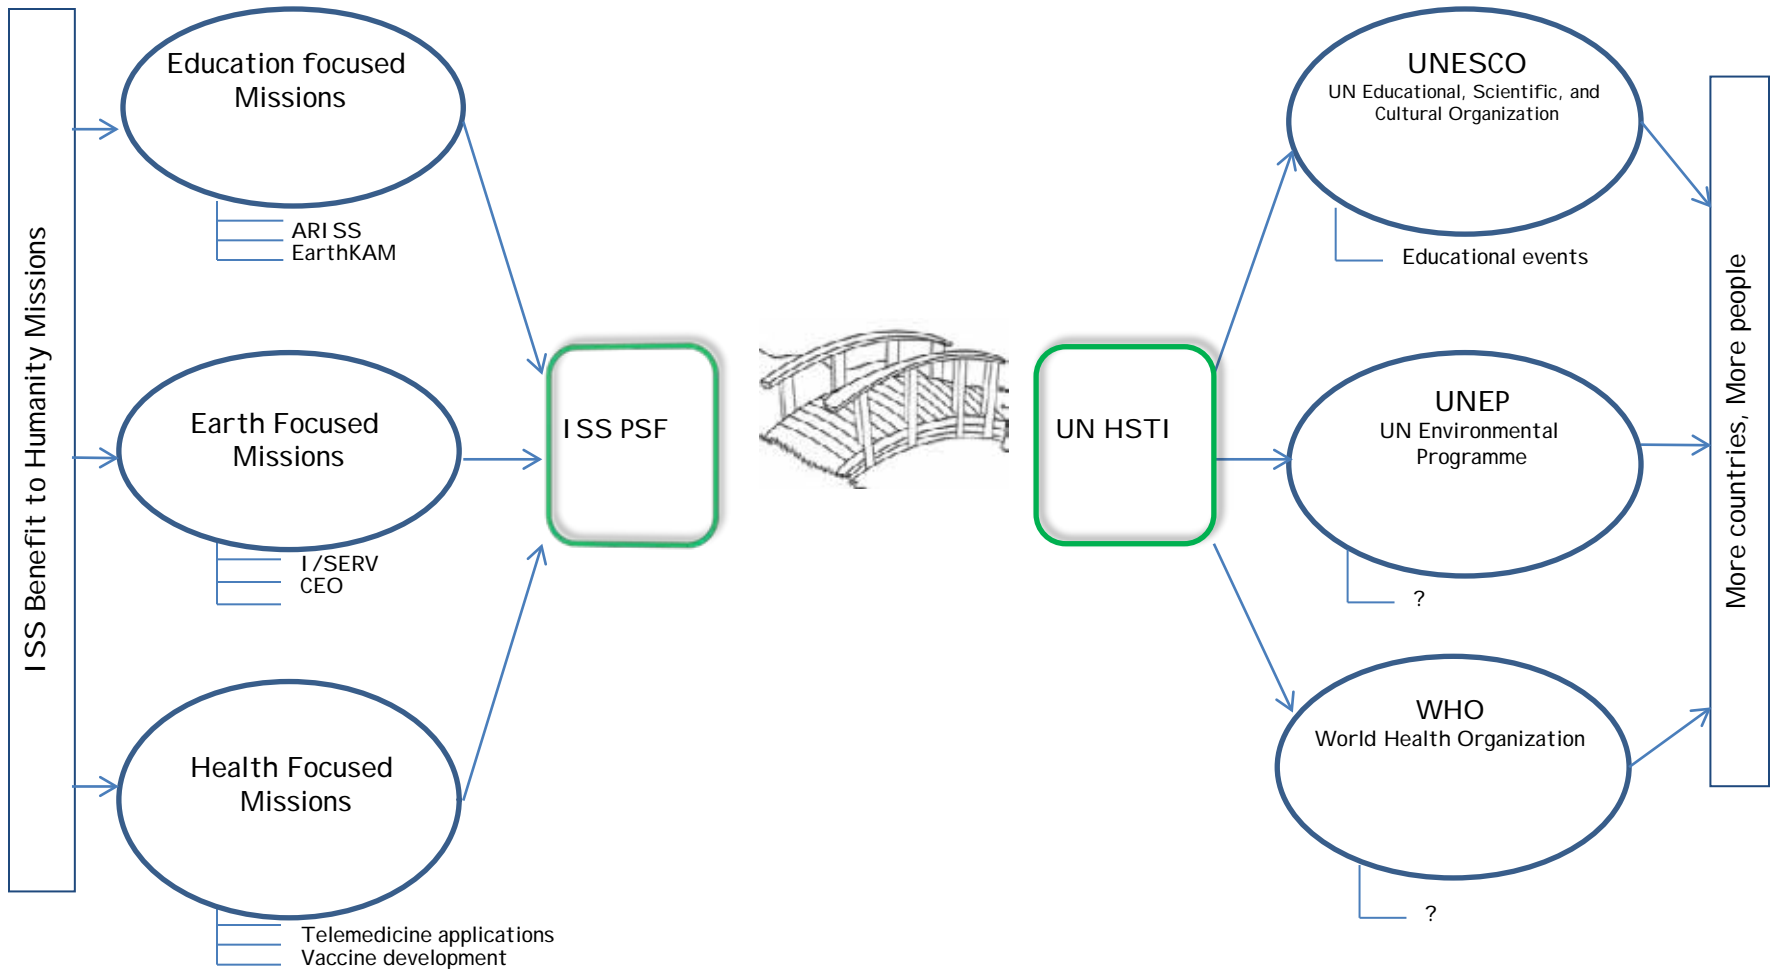 ISS Benefit to Humanity Missions
Education focused
Missions
ARISS
EarthKAM
Earth Focused
Missions
I/SERV
CEO
Health Focused
Missions
Telemedicine applications
Vaccine development
ISS PSF
UN HSTI
UNESCO
UN Educational, Scientific, and
Cultural Organization
Educational events
UNEP
UN Environmental
Programme
?
WHO
World Health Organization
?
More countries, More people